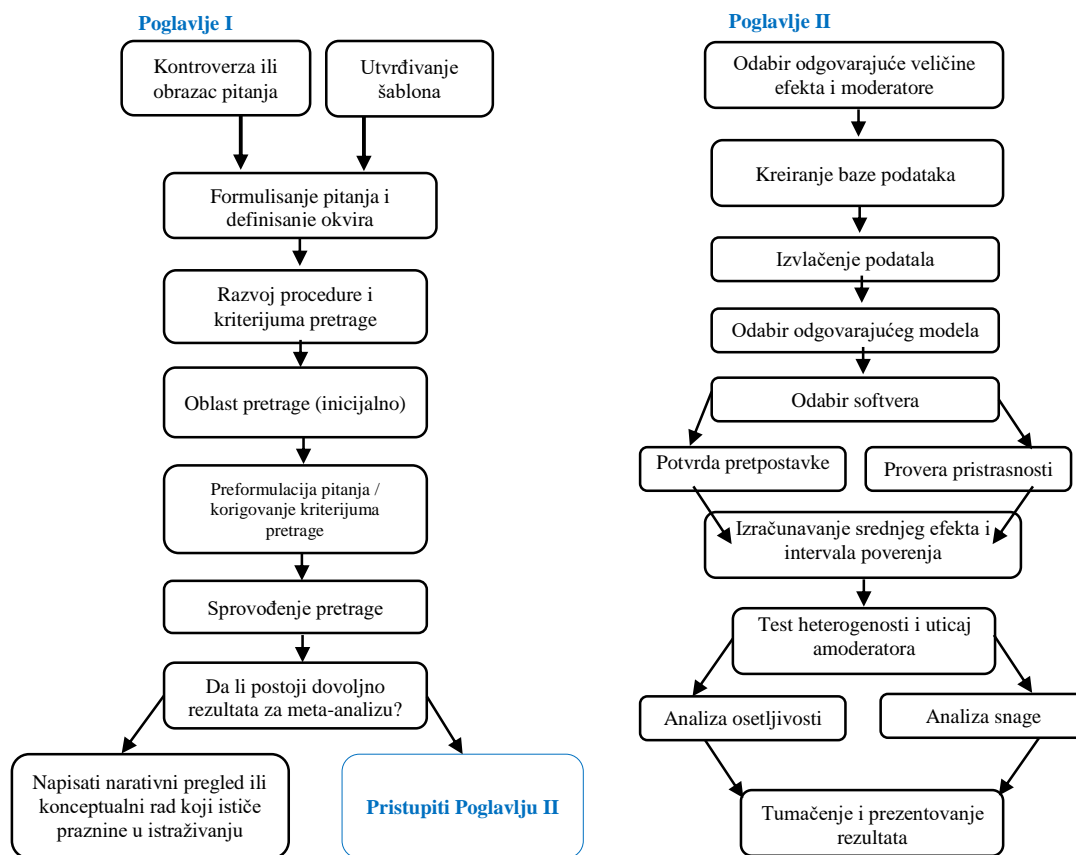 Poglavlje I
Kontroverza ili
obrazac pitanja
Utvrđivanje
šablona
Formulisanje pitanja i
definisanje okvira
Razvoj procedure i
kriterijuma pretrage
Oblast pretrage (inicijalno)
Preformulacija pitanja /
korigovanje kriterijuma
pretrage
Sprovođenje pretrage
Da li postoji dovoljno
rezultata za meta-analizu?
Napisati narativni pregled ili
konceptualni rad koji ističe
praznine u istraživanju
Pristupiti Poglavlju II
Poglavlje II
Odabir odgovarajuće veličine
efekta i moderatore
Kreiranje baze podataka
Izvlačenje podatala
Odabir odgovarajućeg modela
Odabir softvera
Potvrda pretpostavke
Provera pristrasnosti
Izračunavanje srednjeg efekta i
intervala poverenja
Test heterogenosti i uticaj
amoderatora
Analiza osetljivosti
Analiza snage
Tumačenje i prezentovanje
rezultata